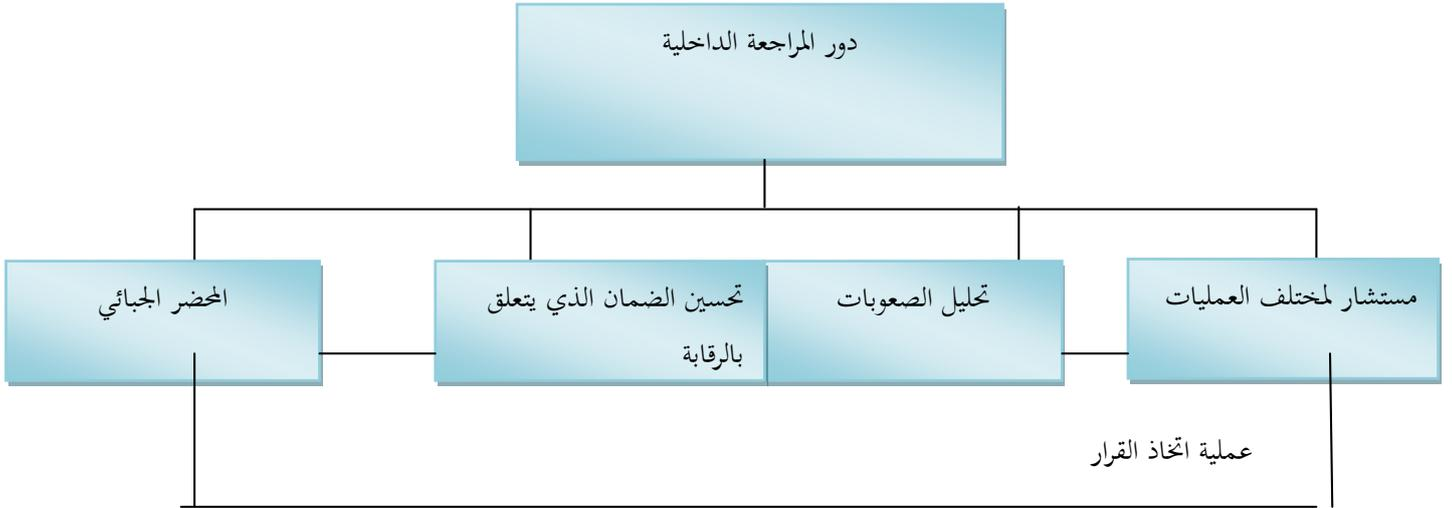 دور المراجعة الداخلية
مستشار لمختلف العمليات
تحليل الصعوبات
تحسين الضمان الذي يتعلق
بالرقابة
المحضر الجبائي
عملية اتخاذ القرار